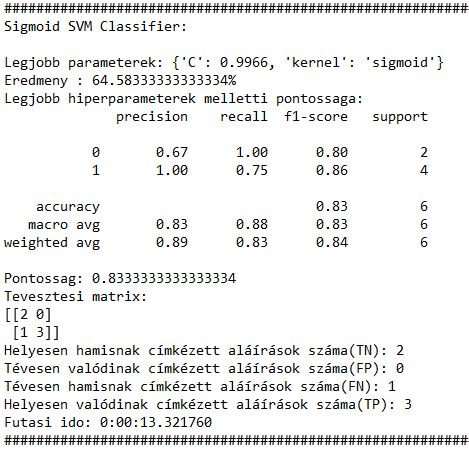 ##########################################################
Sigmoid SVM Classifier:
Legjobb parameterek: {'C': 0.9966, 'kernel': 'sigmoid'}
Eredmeny : 64.58333333333334%
Legjobb hiperparameterek melletti pontossaga:
precision recall f1-score support
0 0.67 1.00 0.80 2
1 1.00 0.75 0.86 4
accuracy 0.83 6
macro avg 0.83 0.88 0.83 6
weighted avg 0.89 0.83 0.84 6
Pontossag: 0.8333333333333334
Tevesztesi matrix:
[[2 0]
[1 3]]
Helyesen hamisnak címkézett aláírások száma(TN): 2
Tévesen valódinak címkézett aláírások száma(FP): 0
Tévesen hamisnak címkézett aláírások száma(FN): 1
Helyesen valódinak címkézett aláírások száma(TP): 3
Futasi ido: 0:00:13.321760
##########################################################